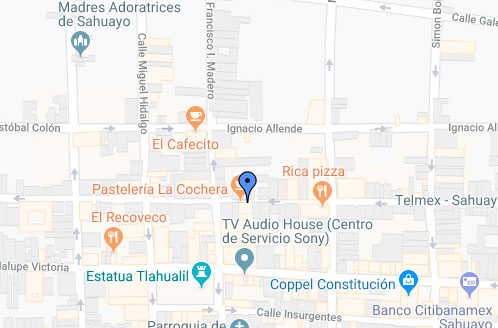 Madres Adoratrices
de Sahuayo
Calle Miguel Hidalgo
Francisco I. Madero
Calle Gale
Simon Bo
stóbal Colón
Ignacio Allende
Ignacio Al
El Cafecito
Pastelería La Cochera
Rica pizza
Telmex - Sahuay
El Recoveco
TV Audio House (Centro
de Servicio Sony)
alupe Victoria
Estatua Tlahualil
Coppel Constitución
Calle Insurgentes
Banco Citibanamex
Sahuayo
Parroquia de